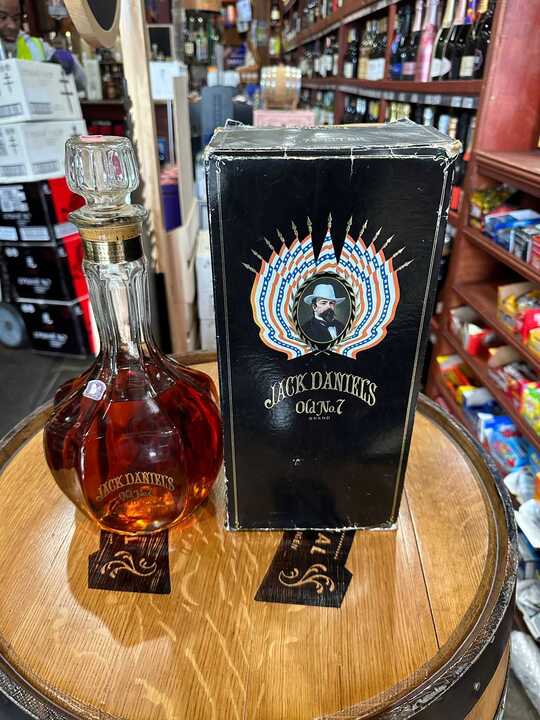 JACK DANIEL'S
Old No. 7
BRAND
JACK DANIEL'S
Old No. 7